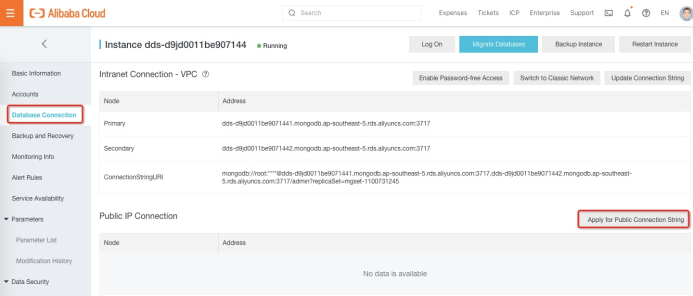 Alibaba Cloud
Search
Expenses Tickets ICP Enterprise Support EN
Instance dds-d9jd0011be907144 Running
Log On Migrate Databases Backup Instance Restart Instance
Basic Information
Accounts
Database Connection
Backup and Recovery
Monitoring Info
Alert Rules
Service Availability
Parameters
Parameter List
Modification History
Data Security
Intranet Connection - VPC
Enable Password-free Access Switch to Classic Network Update Connection String
Node Address
Primary dds-d9jd0011be9071441.mongodb.ap-southeast-5.rds.aliyuncs.com:3717
Secondary dds-d9jd0011be9071442.mongodb.ap-southeast-5.rds.aliyuncs.com:3717
ConnectionStringURI mongodb://root:****@dds-d9jd0011be9071441.mongodb.ap-southeast-5.rds.aliyuncs.com:3717,dds-d9jd0011be9071442.mongodb.ap-southeast-
5.rds.aliyuncs.com:3717/admin?replicaSet=mgset-1100731245
Public IP Connection
Apply for Public Connection String
Node Address
No data is available